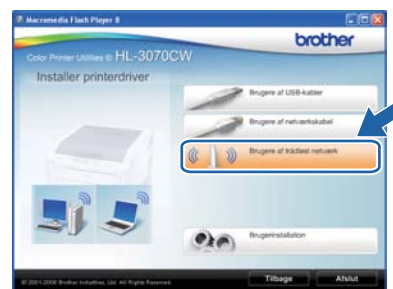 Macromedia Flash Player 8
brother
Color Printer Utilities © HL-3070CW
Installer printerdriver
Brugere af USB-kabler
Brugere af netværkskabel
Brugere af trådløst netværk
Brugerinstallation
© 2001-2008 Brother Industries, Ltd. All Rights Reserved.
Tilbage
Afslut